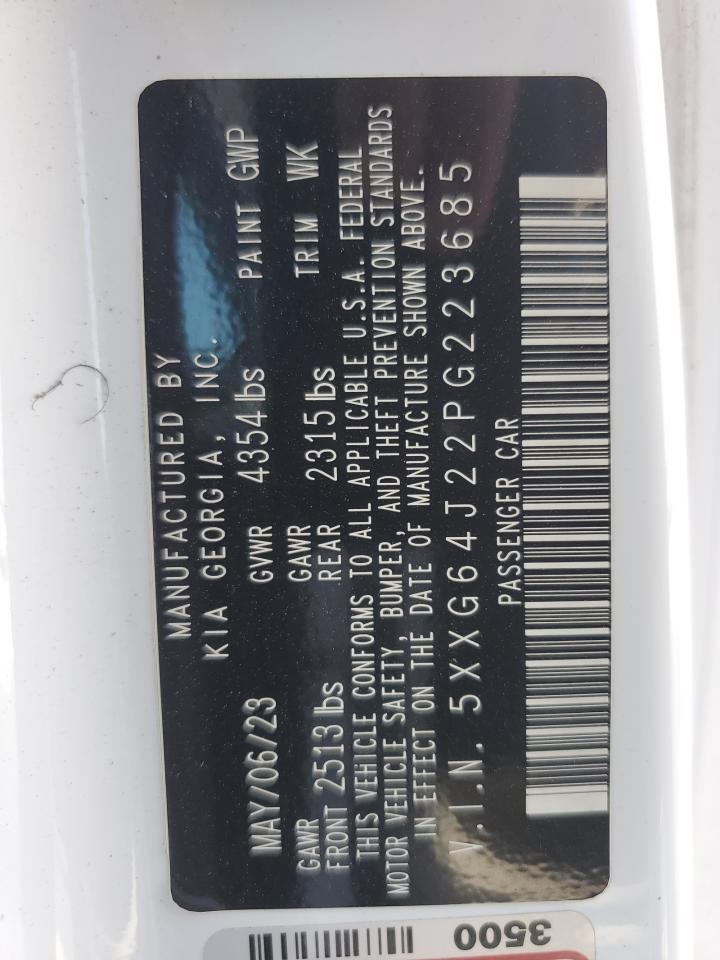 MANUFACTURED BY
KIA GEORGIA, INC.
MAY/06/23 GVWR 4354 lbs PAINT GWP
GAWR FRONT 2513 lbs GAWR REAR 2315 lbs TRIM WK
THIS VEHICLE CONFORMS TO ALL APPLICABLE U.S.A. FEDERAL
MOTOR VEHICLE SAFETY, BUMPER, AND THEFT PREVENTION STANDARDS
IN EFFECT ON THE DATE OF MANUFACTURE SHOWN ABOVE.
V.I.N. 5XXG64J22PG223685
PASSENGER CAR
3500